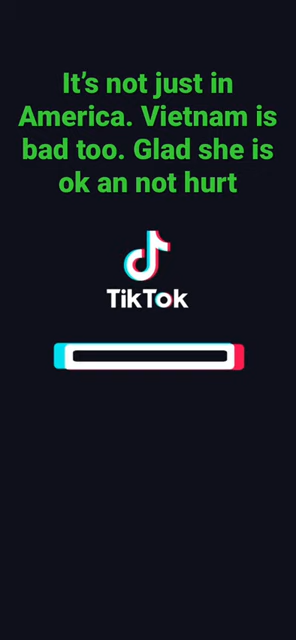 It’s not just in
America. Vietnam is
bad too. Glad she is
ok an not hurt
TikTok